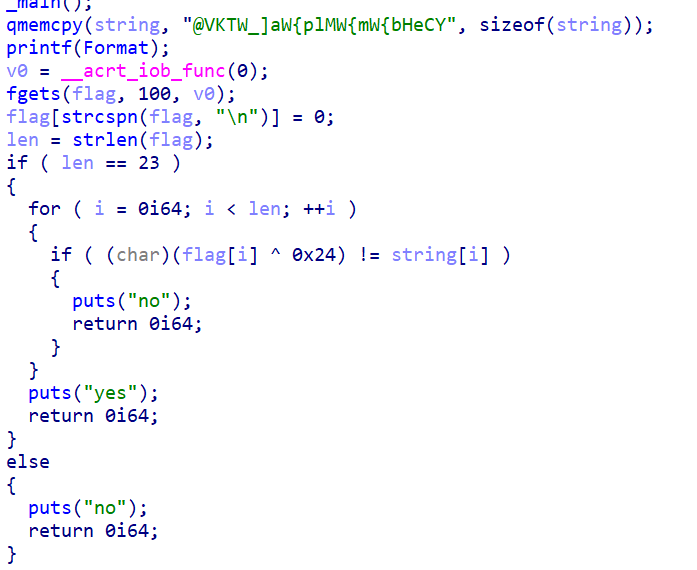 _main();
qmemcpy(string, "@VKTW_]aW{plMW{mW{bHeCY", sizeof(string));
printf(Format);
v0 = __acrt_iob_func(0);
fgets(flag, 100, v0);
flag[strcspn(flag, "\n")] = 0;
len = strlen(flag);
if ( len == 23 )
{
for ( i = 0i64; i < len; ++i )
{
if ( (char)(flag[i] ^ 0x24) != string[i] )
{
puts("no");
return 0i64;
}
}
puts("yes");
return 0i64;
}
else
{
puts("no");
return 0i64;
}